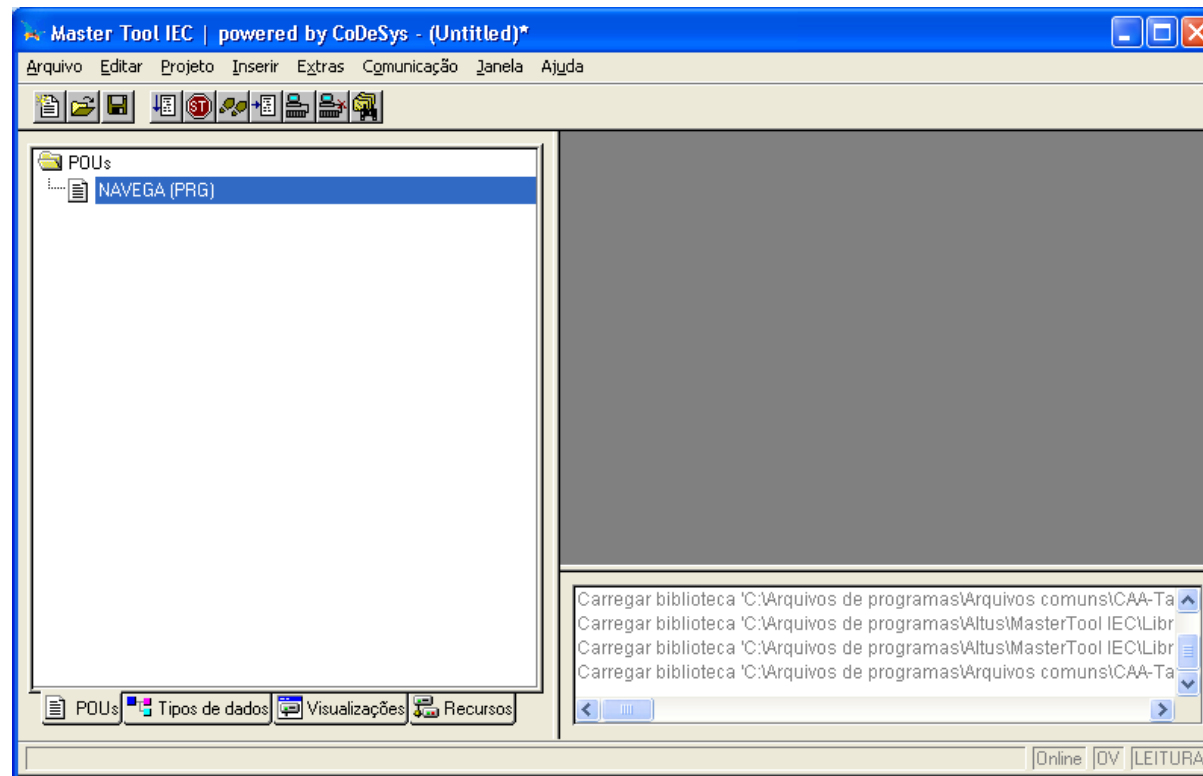 Master Tool IEC | powered by CoDeSys - (Untitled)*
Arquivo Editar Projeto Inserir Extras Comunicação Janela Ajuda
ST
POUs
NAVEGA (PRG)
Carregar biblioteca 'C:\Arquivos de programas\Arquivos comuns\CAA-Ta
Carregar biblioteca 'C:\Arquivos de programas\Altus\MasterTool IEC\Libr
Carregar biblioteca 'C:\Arquivos de programas\Altus\MasterTool IEC\Libr
Carregar biblioteca 'C:\Arquivos de programas\Arquivos comuns\CAA-Ta
POUs Tipos de dados Visualizações Recursos
Online OV LEITURA